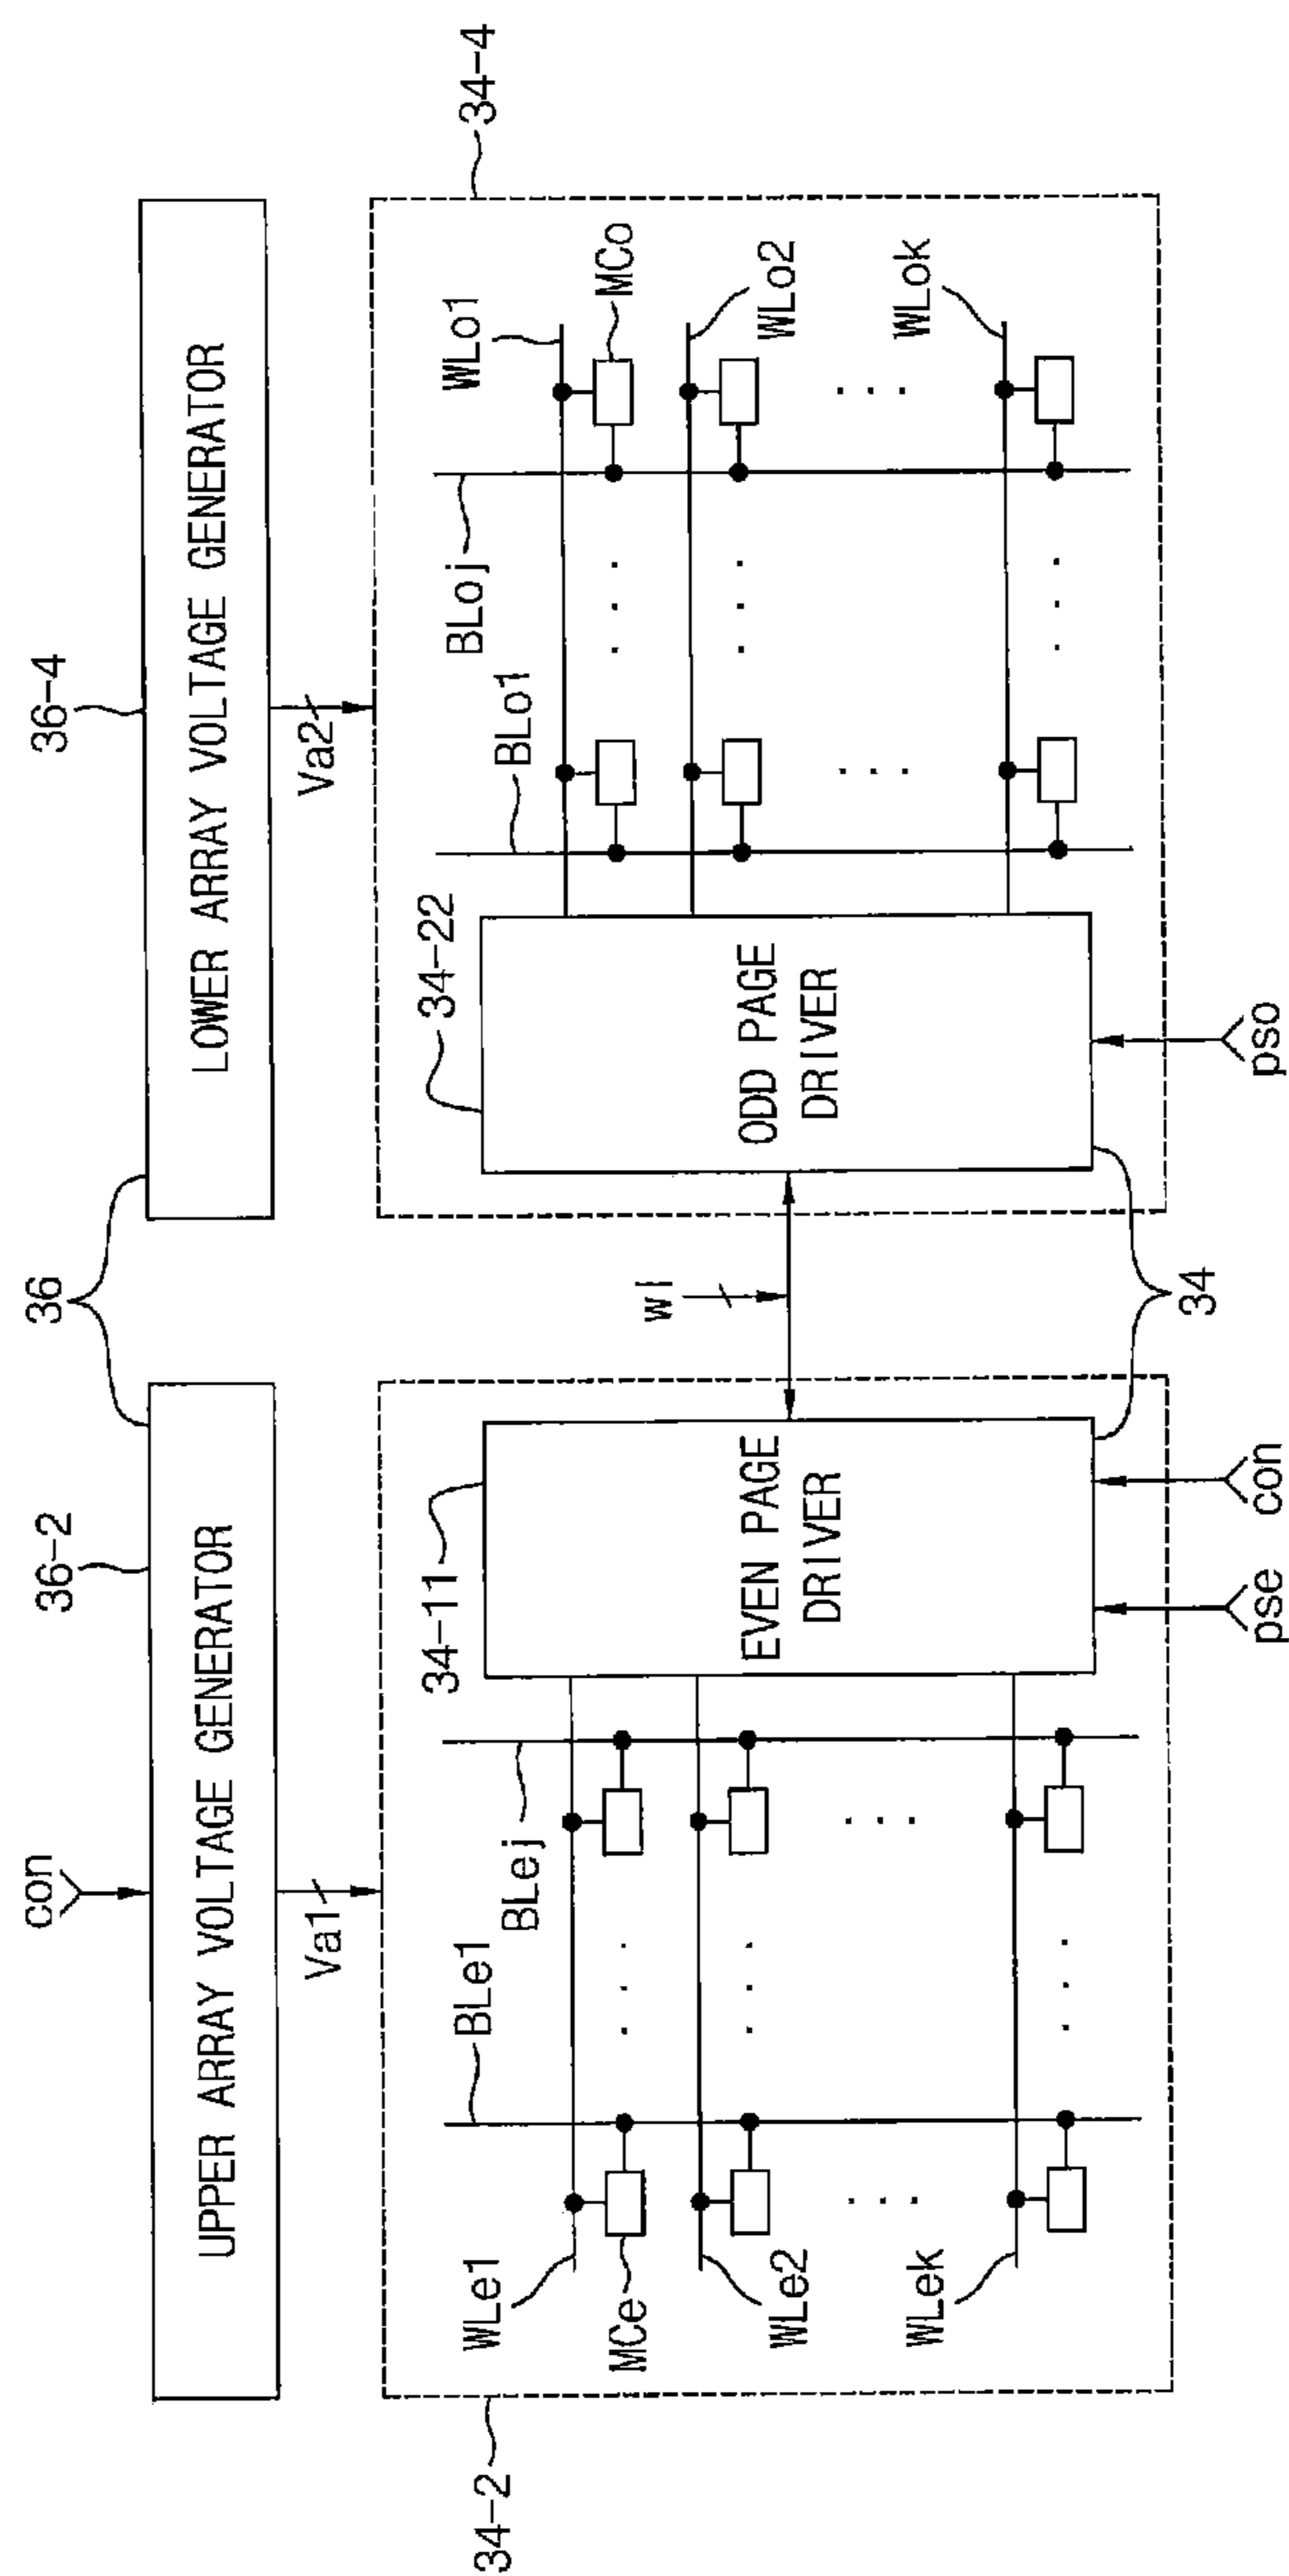 36
con
36-2
36-4
UPPER ARRAY VOLTAGE GENERATOR
LOWER ARRAY VOLTAGE GENERATOR
Va1
Va2
34-2
34-4
BLe1
BLej
34-11
34-22
BLo1
BLoj
WLo1
WLe1
MCe
MCo
wl
WLe2
WLo2
EVEN PAGE
DRIVER
ODD PAGE
DRIVER
WLek
WLok
34
pse
con
pso